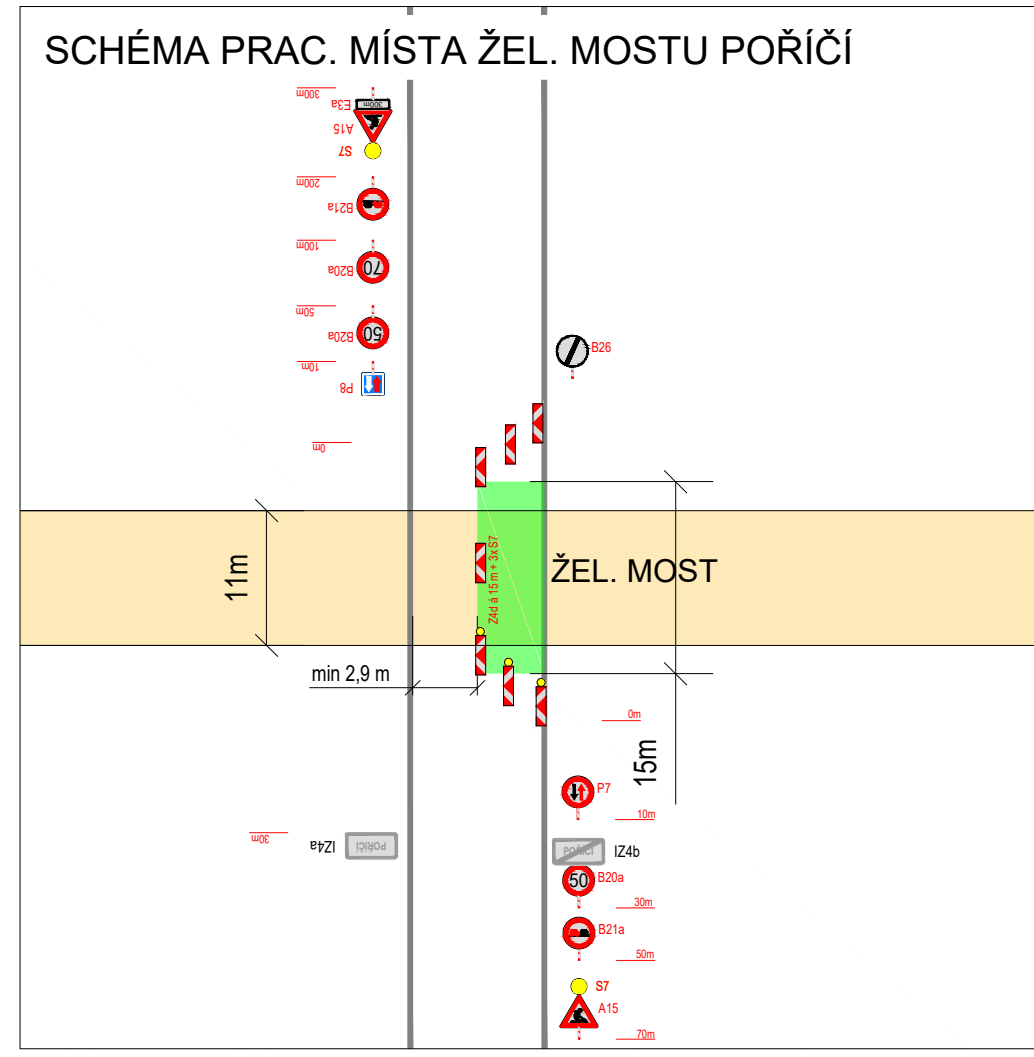 SCHÉMA PRAC. MÍSTA ŽEL. MOSTU POŘÍČÍ
300m
E3a
300m
A15
S7
200m
B21a
100m
B20a
70
50m
B20a
50
10m
P8
0m
B26
11m
Z4d á 15 m + 3x S7
ŽEL. MOST
min 2,9 m
0m
15m
P7
10m
30m
IZ4a
POŘÍČÍ
POŘÍČÍ
IZ4b
50
B20a
30m
B21a
50m
S7
A15
70m